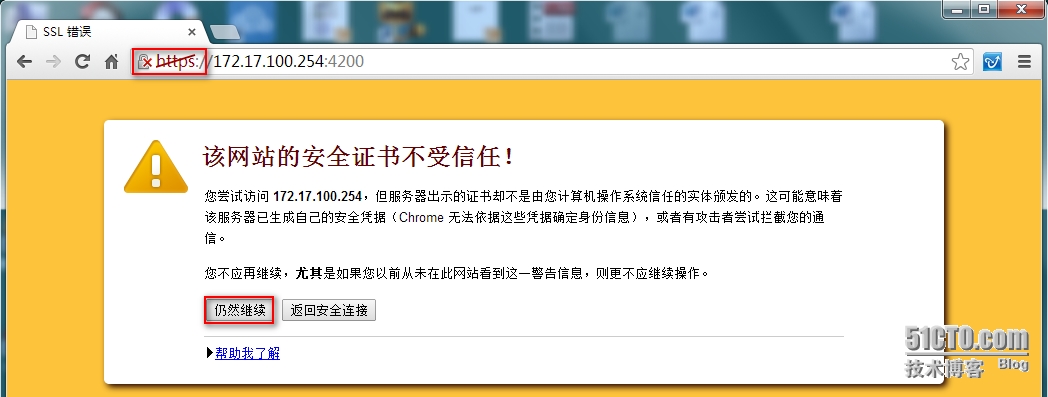 SSL 错误
https://172.17.100.254:4200
该网站的安全证书不受信任！
您尝试访问 172.17.100.254，但服务器出示的证书却不是由您计算机操作系统信任的实体颁发的。这可能意味着
该服务器已生成自己的安全凭据（Chrome 无法依据这些凭据确定身份信息），或者有攻击者尝试拦截您的通
信。
您不应再继续，尤其是如果您以前从未在此网站看到这一警告信息，则更不应继续操作。
仍然继续 返回安全连接
帮助我了解
51CTO.com
技术博客 Blog